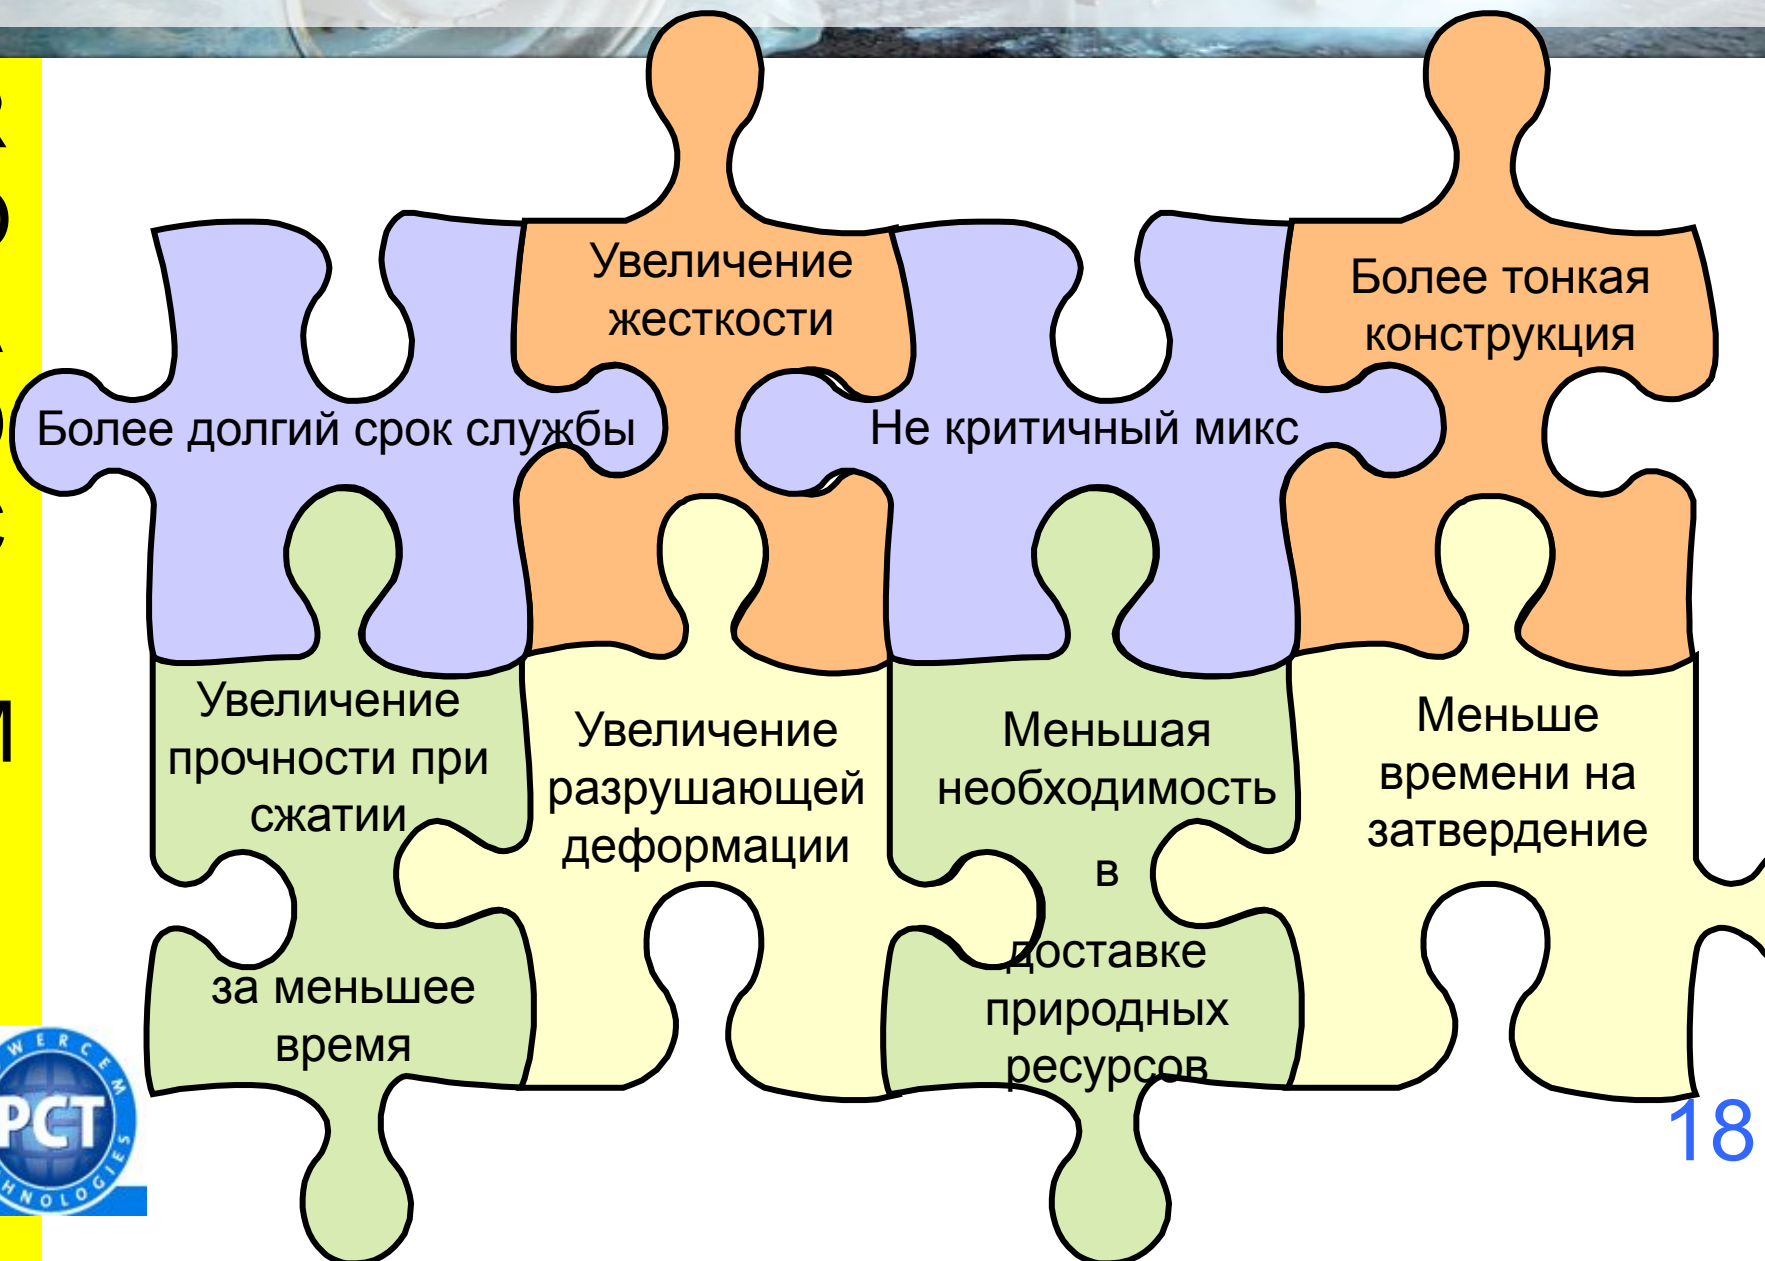 Увеличение
жесткости
Более тонкая
конструкция
Более долгий срок службы
Не критичный микс
Увеличение
прочности при
сжатии
за меньшее
время
Увеличение
разрушающей
деформации
Меньшая
необходимость
в
доставке
природных
ресурсов
Меньше
времени на
затвердение
PCT
18